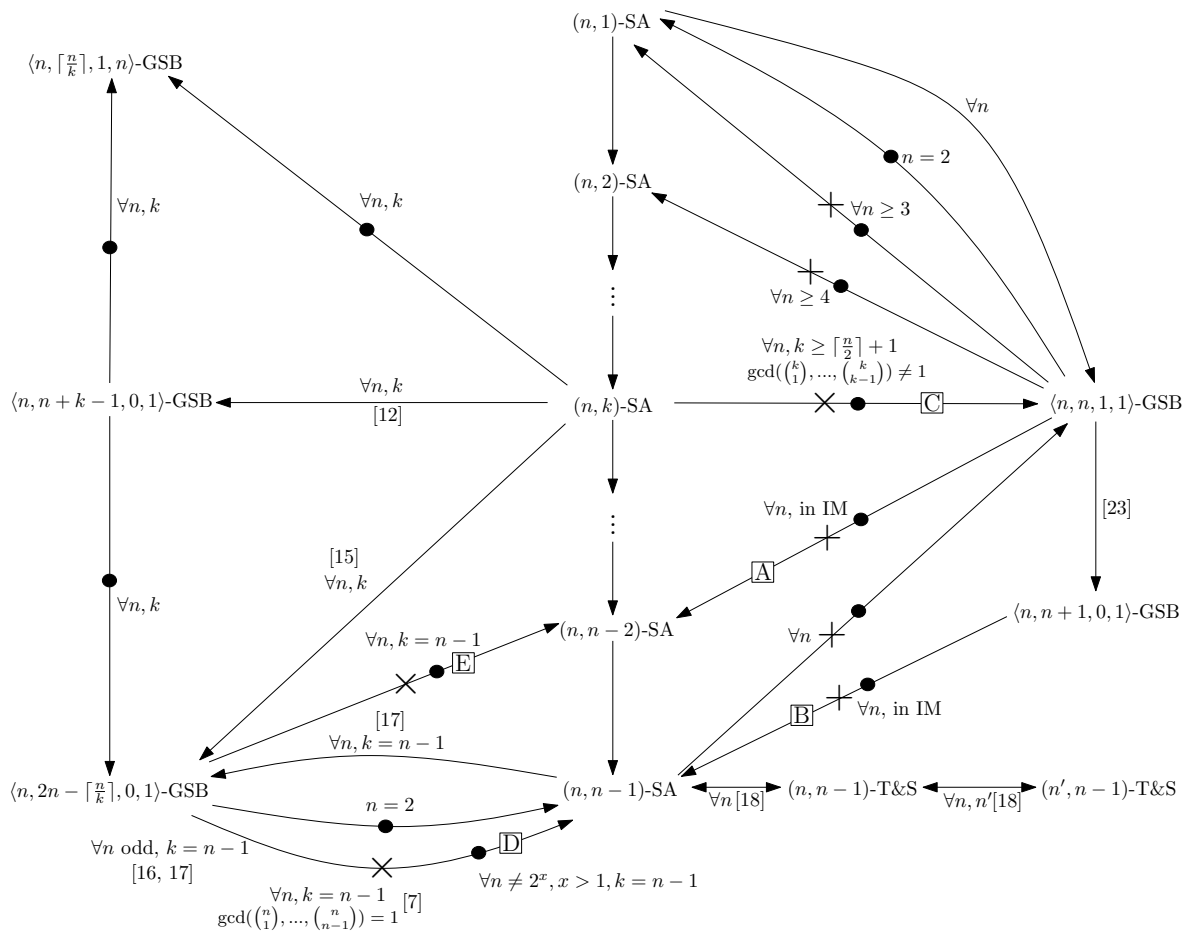 (n, 1)-SA
⟨n, ⌈n/k⌉, 1, n⟩-GSB
∀n
n = 2
(n, 2)-SA
∀n, k
∀n, k
∀n ≥ 3
∀n ≥ 4
⋮
∀n, k ≥ ⌈n/2⌉ + 1
gcd((k 1), ..., (k k−1)) ≠ 1
∀n, k
⟨n, n + k − 1, 0, 1⟩-GSB
[12]
(n, k)-SA
C
⟨n, n, 1, 1⟩-GSB
∀n, in IM
[23]
⋮
[15]
∀n, k
A
∀n, k
⟨n, n + 1, 0, 1⟩-GSB
(n, n − 2)-SA
∀n, k = n − 1
∀n
E
[17]
∀n, in IM
B
∀n, k = n − 1
⟨n, 2n − ⌈n/k⌉, 0, 1⟩-GSB
(n, n − 1)-SA
∀n [18]
(n, n − 1)-T&S
∀n, n′ [18]
(n′, n − 1)-T&S
n = 2
∀n odd, k = n − 1
[16, 17]
D
∀n ≠ 2^x, x > 1, k = n − 1
∀n, k = n − 1
[7]
gcd((n 1), ..., (n n−1)) = 1